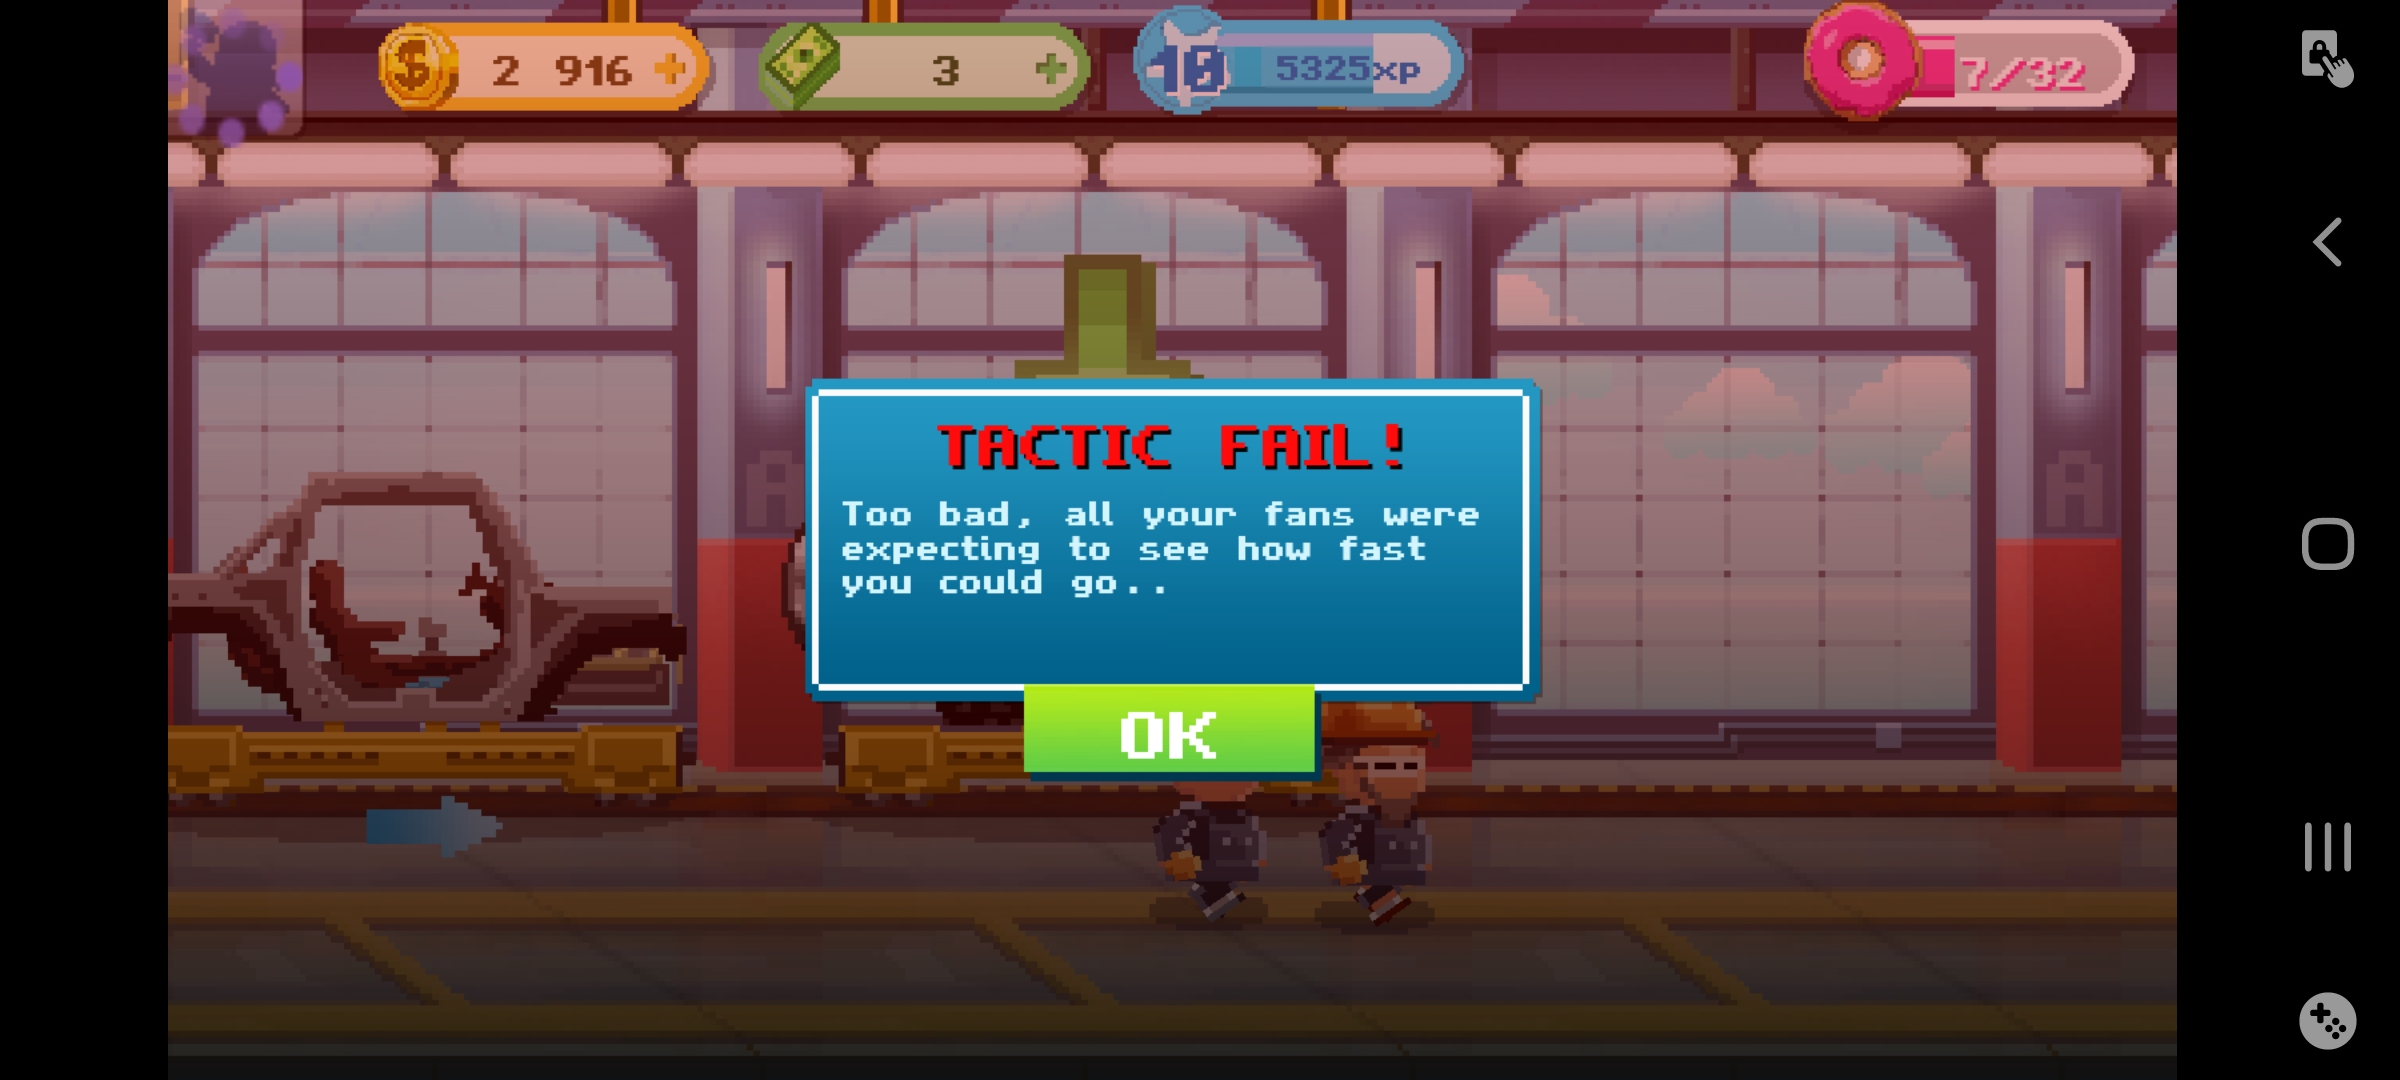 2 916 +
3 +
10 5325xp
7/32
TACTIC FAIL!
Too bad, all your fans were
expecting to see how fast
you could go..
OK
A
A